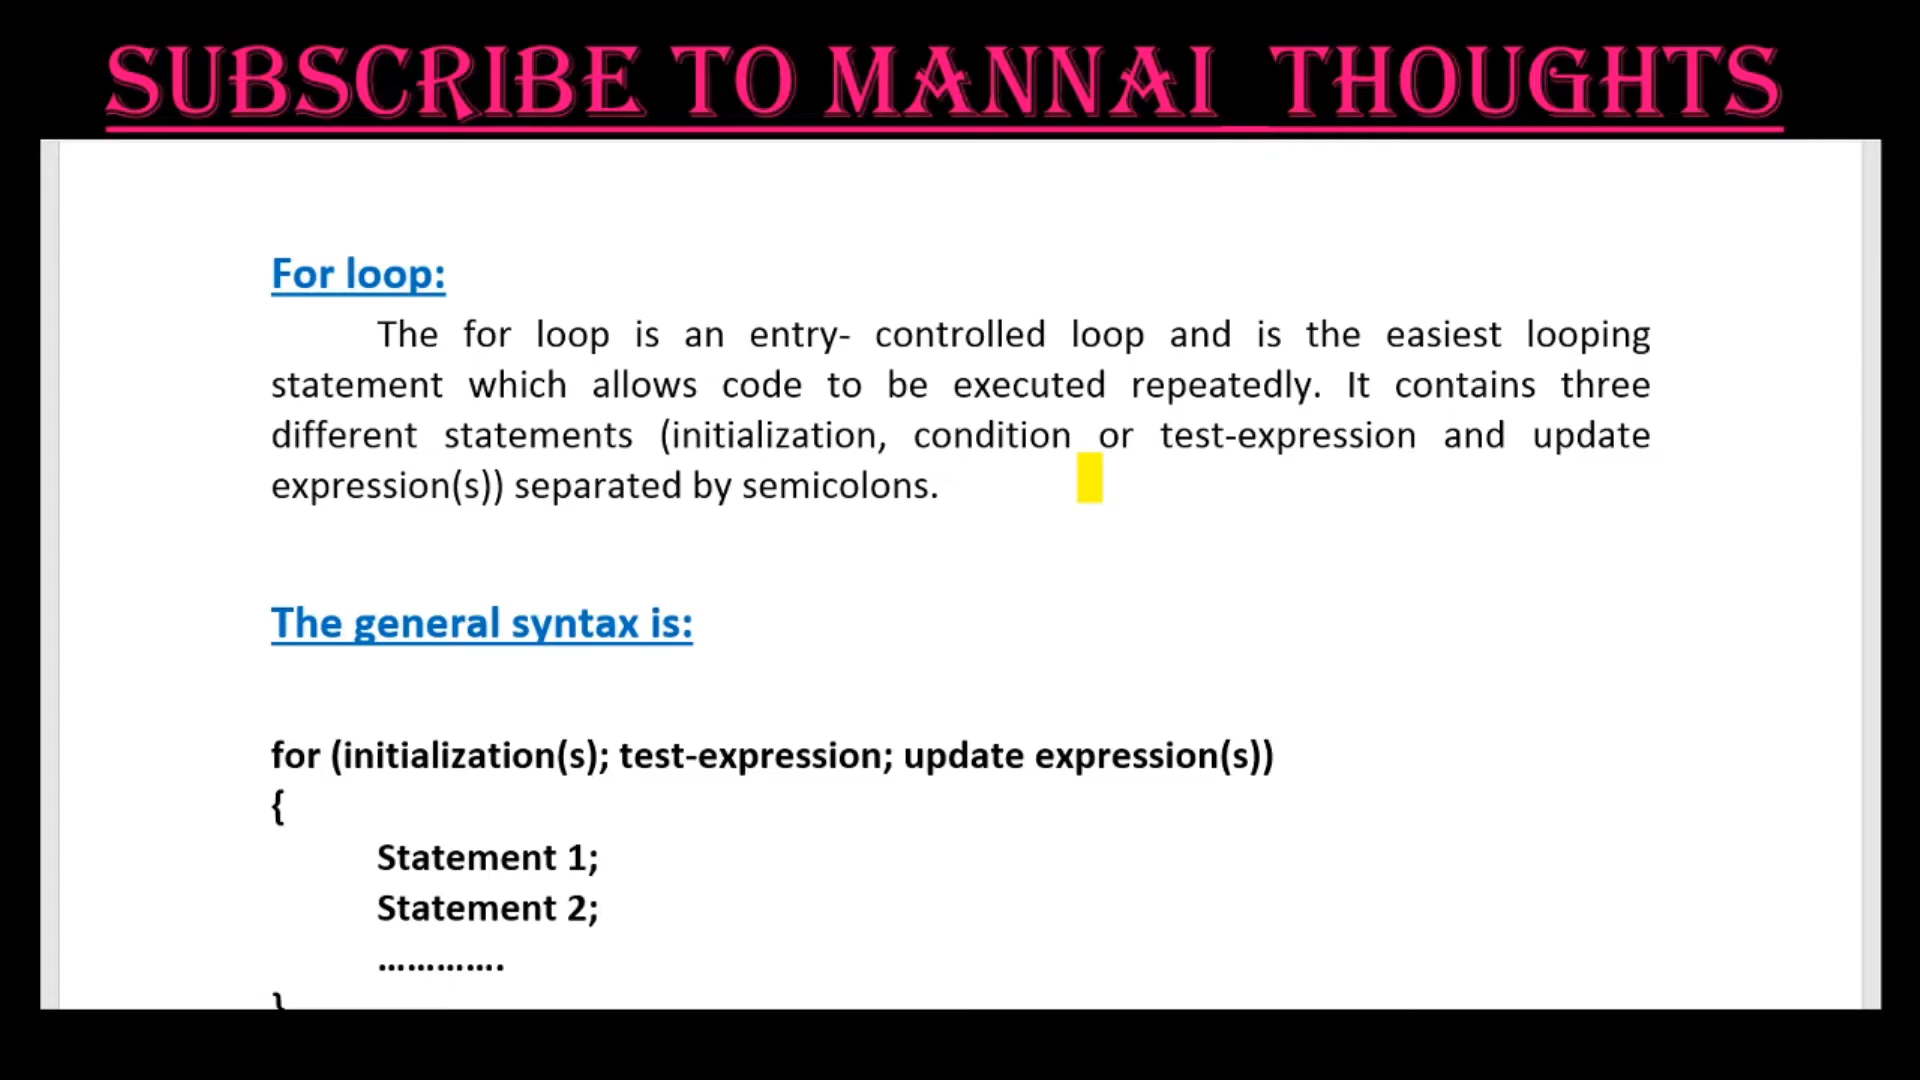 SUBSCRIBE TO MANNAI THOUGHTS
For loop:
The for loop is an entry- controlled loop and is the easiest looping
statement which allows code to be executed repeatedly. It contains three
different statements (initialization, condition or test-expression and update
expression(s)) separated by semicolons.
The general syntax is:
for (initialization(s); test-expression; update expression(s))
{
Statement 1;
Statement 2;
.............
}